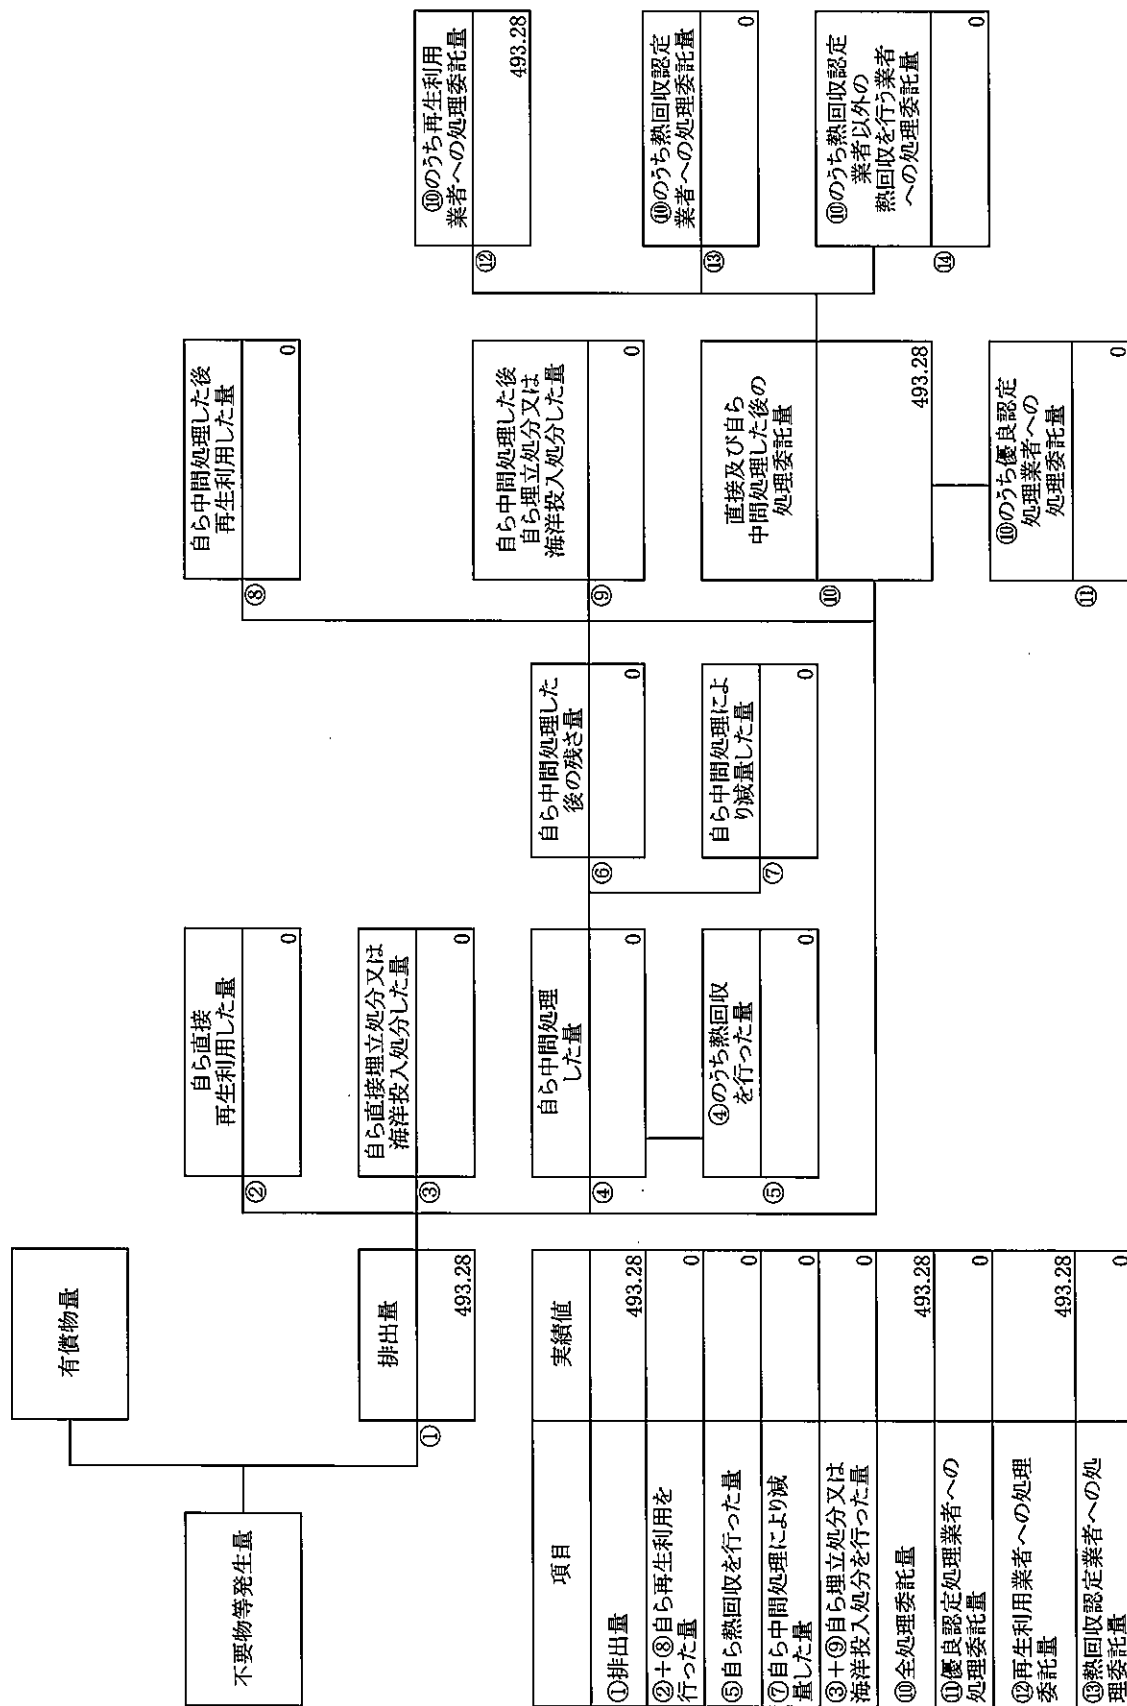 不要物等発生量
有償物量
排出量
①
493.28
自ら直接
再生利用した量
②
0
自ら直接埋立処分又は
海洋投入処分した量
③
0
自ら中間処理
した量
④
0
④のうち熱回収
を行った量
⑤
0
自ら中間処理した
後の残さ量
⑥
0
自ら中間処理によ
り減量した量
⑦
0
自ら中間処理した後
再生利用した量
⑧
0
自ら中間処理した後
自ら埋立処分又は
海洋投入処分した量
⑨
0
直接及び自ら
中間処理した後の
処理委託量
⑩
493.28
⑩のうち優良認定
処理業者への
処理委託量
⑪
0
⑩のうち再生利用
業者への処理委託量
⑫
493.28
⑩のうち熱回収認定
業者への処理委託量
⑬
0
⑩のうち熱回収認定
業者以外の
熱回収を行う業者
への処理委託量
⑭
0
項目 実績値
①排出量 493.28
②+⑧自ら再生利用を
行った量 0
⑤自ら熱回収を行った量 0
⑦自ら中間処理により減
量した量 0
③+⑨自ら埋立処分又は
海洋投入処分を行った量 0
⑩全処理委託量 493.28
⑪優良認定処理業者への
処理委託量 0
⑫再生利用業者への処理
委託量 493.28
⑬熱回収認定業者への処
理委託量 0